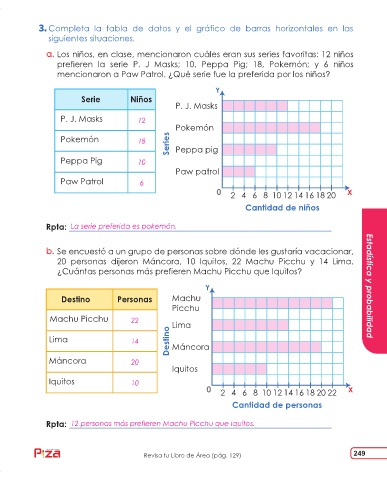 3. Completa la tabla de datos y el gráfico de barras horizontales en las
siguientes situaciones.
a. Los niños, en clase, mencionaron cuáles eran sus series favoritas: 12 niños
prefieren la serie P. J Masks; 10, Peppa Pig; 18, Pokemón; y 6 niños
mencionaron a Paw Patrol. ¿Qué serie fue la preferida por los niños?
Serie Niños
P. J. Masks 12
Pokemón 18
Peppa Pig 10
Paw Patrol 6
Y
Series
P. J. Masks
Pokemón
Peppa pig
Paw patrol
0 2 4 6 8 10 12 14 16 18 20 X
Cantidad de niños
Rpta: La serie preferida es pokemón.
b. Se encuestó a un grupo de personas sobre dónde les gustaría vacacionar,
20 personas dijeron Máncora, 10 Iquitos, 22 Machu Picchu y 14 Lima.
¿Cuántas personas más prefieren Machu Picchu que Iquitos?
Destino Personas
Machu Picchu 22
Lima 14
Máncora 20
Iquitos 10
Y
Destino
Machu
Picchu
Lima
Máncora
Iquitos
0 2 4 6 8 10 12 14 16 18 20 22 X
Cantidad de personas
Rpta: 12 personas más prefieren Machu Picchu que Iquitos.
Estadística y probabilidad
Revisa tu Libro de Área (pág. 129)
249